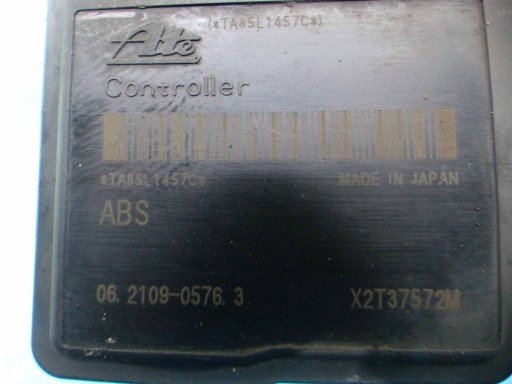 (*TA85L1457C*)
Ate
Controller
*TA85L1457C*
MADE IN JAPAN
ABS
06. 2109-0576. 3
X2T37572M